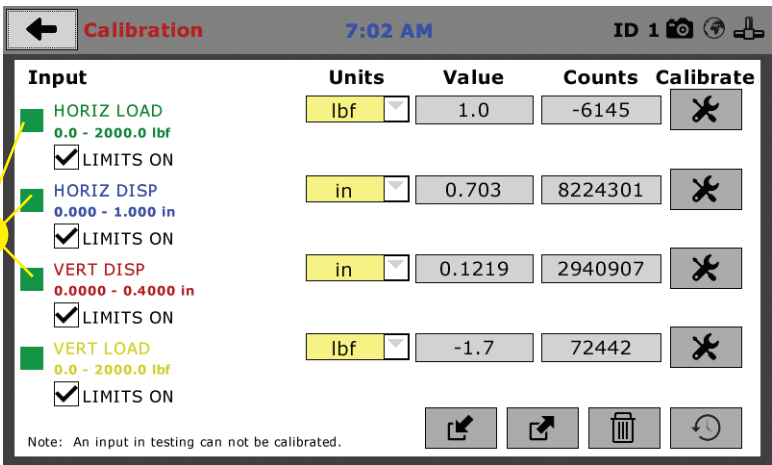 Calibration 7:02 AM ID 1
Input Units Value Counts Calibrate
HORIZ LOAD lbf 1.0 -6145
0.0 - 2000.0 lbf
LIMITS ON
HORIZ DISP in 0.703 8224301
0.000 - 1.000 in
LIMITS ON
VERT DISP in 0.1219 2940907
0.0000 - 0.4000 in
LIMITS ON
VERT LOAD lbf -1.7 72442
0.0 - 2000.0 lbf
LIMITS ON
Note: An input in testing can not be calibrated.